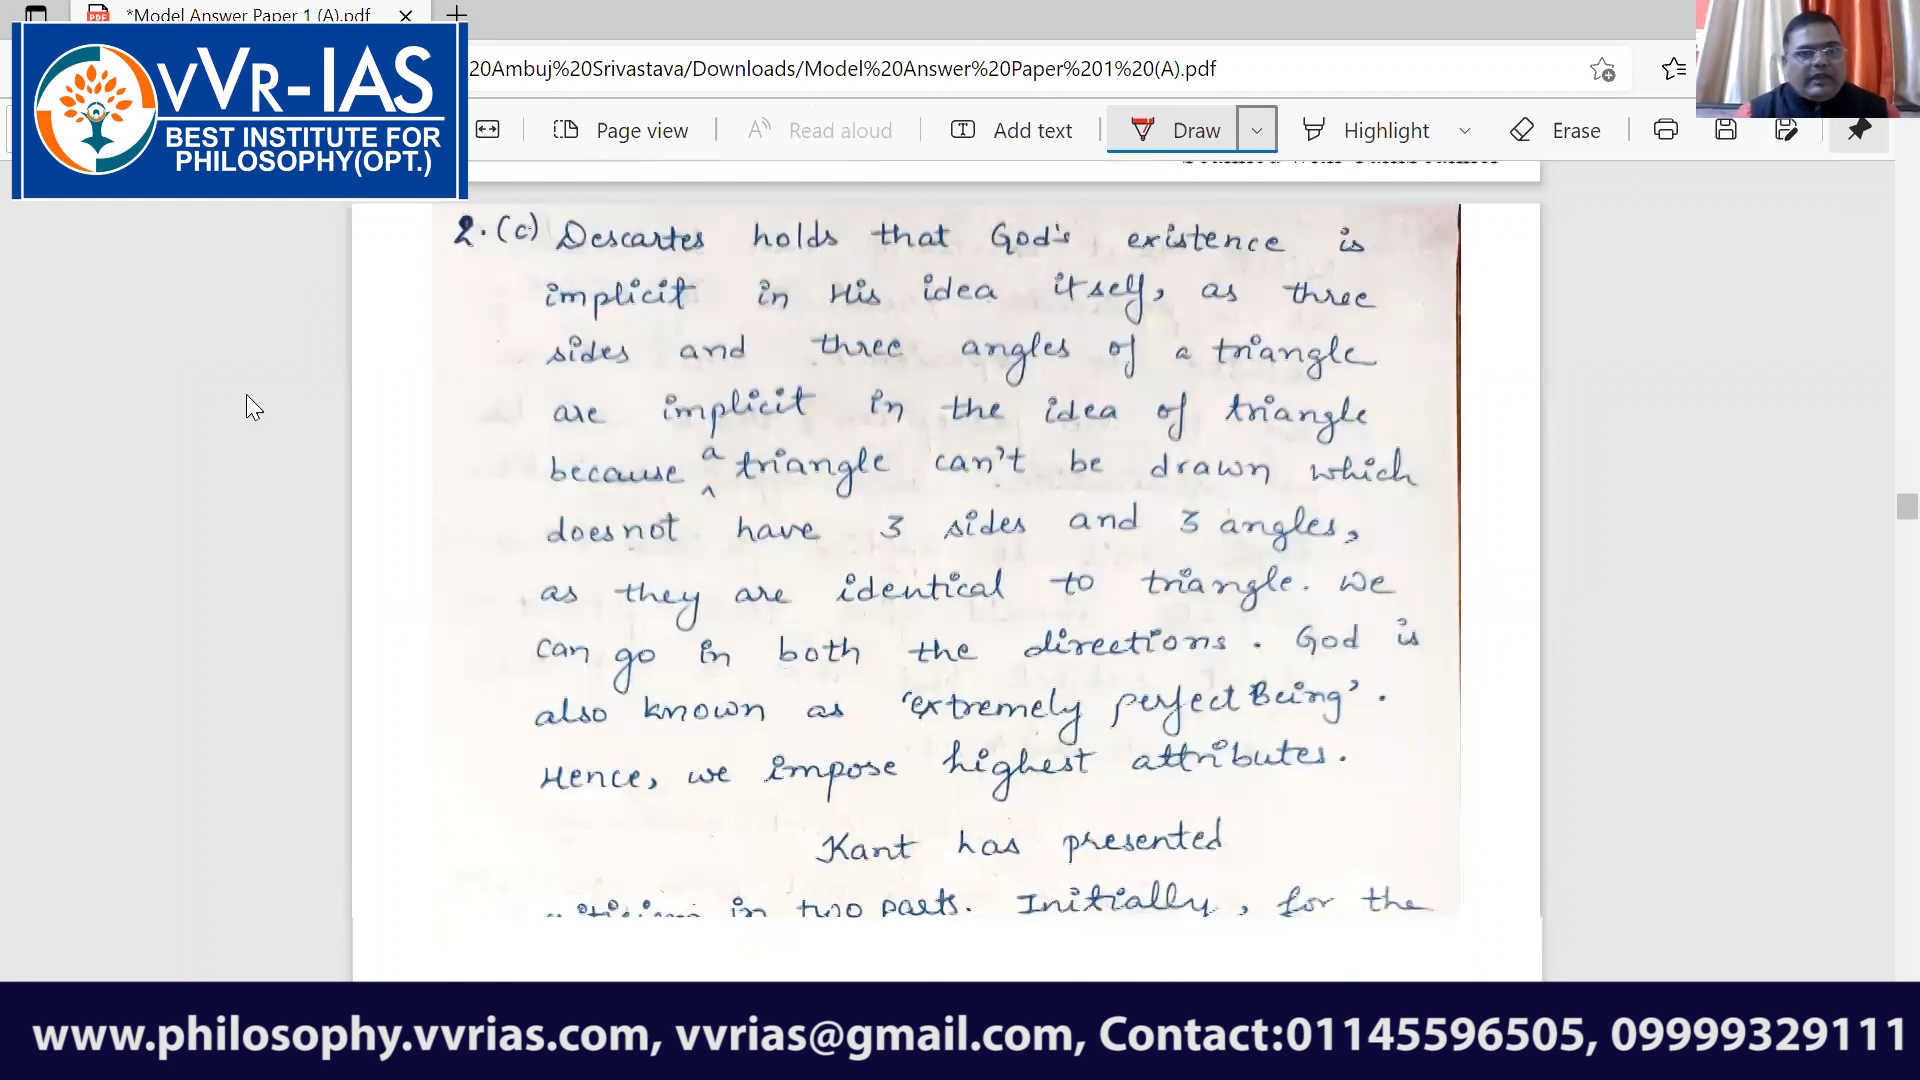 *Model Answer Paper 1 (A).pdf
vVR-IAS
BEST INSTITUTE FOR
PHILOSOPHY(OPT.)
20Ambuj%20Srivastava/Downloads/Model%20Answer%20Paper%201%20(A).pdf
Page view
Read aloud
Add text
Draw
Highlight
Erase
2. (c) Descartes holds that God's existence is
implicit in His idea itself, as three
sides and three angles of a triangle
are implicit in the idea of triangle
because a triangle can't be drawn which
does not have 3 sides and 3 angles,
as they are identical to triangle. We
can go in both the directions. God is
also known as 'extremely perfect Being'.
Hence, we impose highest attributes.
Kant has presented
in two parts. Initially, for the
www.philosophy.vvrias.com, vvrias@gmail.com, Contact:01145596505, 09999329111